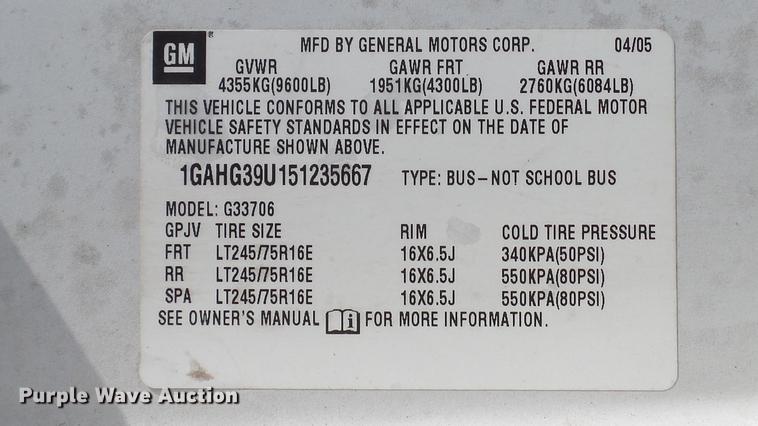 GM ® MFD BY GENERAL MOTORS CORP. 04/05
GVWR GAWR FRT GAWR RR
4355KG(9600LB) 1951KG(4300LB) 2760KG(6084LB)
THIS VEHICLE CONFORMS TO ALL APPLICABLE U.S. FEDERAL MOTOR
VEHICLE SAFETY STANDARDS IN EFFECT ON THE DATE OF
MANUFACTURE SHOWN ABOVE.
1GAHG39U151235667 TYPE: BUS-NOT SCHOOL BUS
MODEL: G33706
GPJV TIRE SIZE RIM COLD TIRE PRESSURE
FRT LT245/75R16E 16X6.5J 340KPA(50PSI)
RR LT245/75R16E 16X6.5J 550KPA(80PSI)
SPA LT245/75R16E 16X6.5J 550KPA(80PSI)
SEE OWNER'S MANUAL i FOR MORE INFORMATION.
Purple Wave Auction